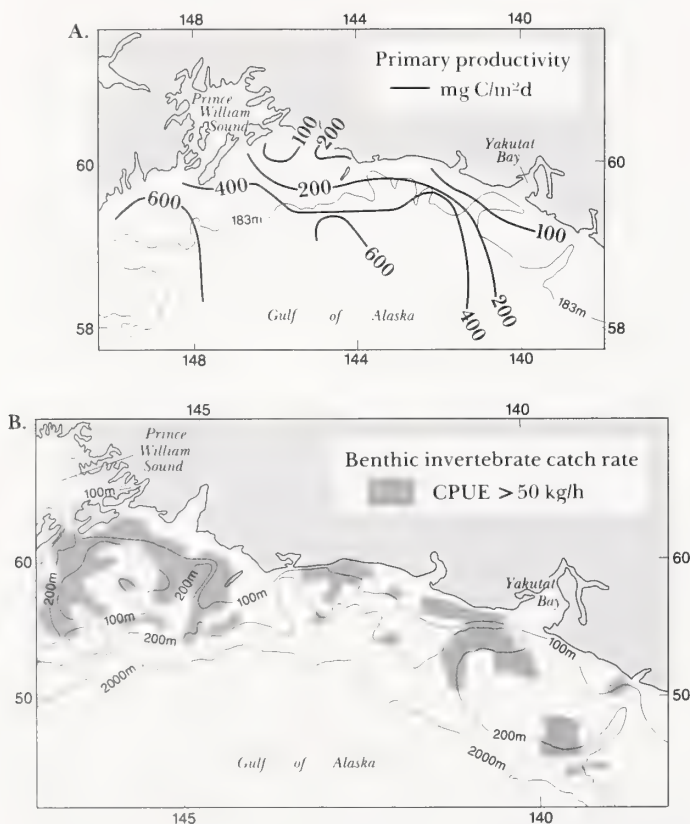 A.
148 144 140
Primary productivity
mg C/m²d
Prince
William
Sound
100
200
Yakutat
Bay
60
60
600
400
200
100
183m
600
400
200
183m
Gulf of Alaska
58
58
148 144 140
B.
145 140
Prince
William
Sound
100m
Benthic invertebrate catch rate
CPUE > 50 kg/h
60
60
Yakutat
Bay
200m
200m
100m
100m
200m
100m
2000m
50
50
200m
2000m
Gulf of Alaska
145 140